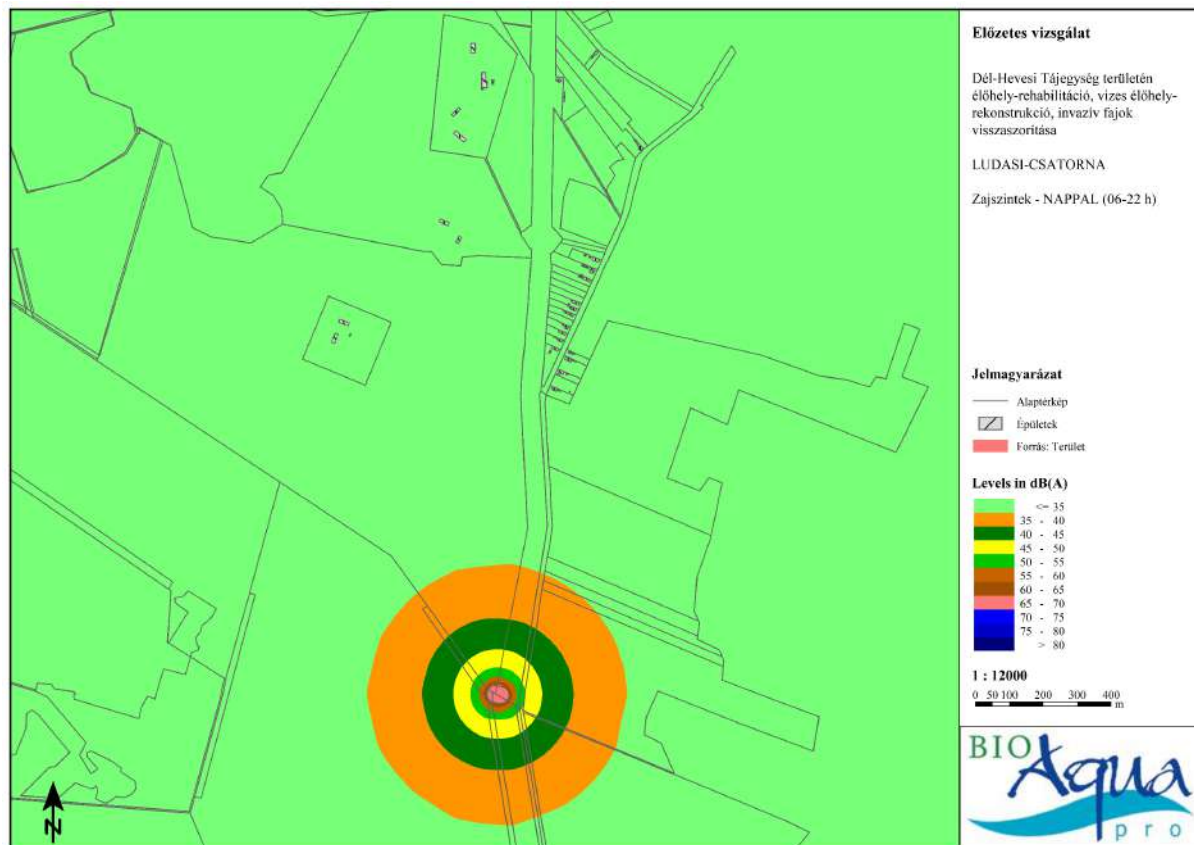 Előzetes vizsgálat
Dél-Hevesi Tájegység területén
élőhely-rehabilitáció, vizes élőhely-
rekonstrukció, invazív fajok
visszaszorítása
LUDASI-CSATORNA
Zajszintek - NAPPAL (06-22 h)
Jelmagyarázat
Alaptérkép
Épületek
Forrás: Terület
Levels in dB(A)
<= 35
35 - 40
40 - 45
45 - 50
50 - 55
55 - 60
60 - 65
65 - 70
70 - 75
75 - 80
> 80
1 : 12000
0 50 100 200 300 400
m
BIO
Aqua
pro
N